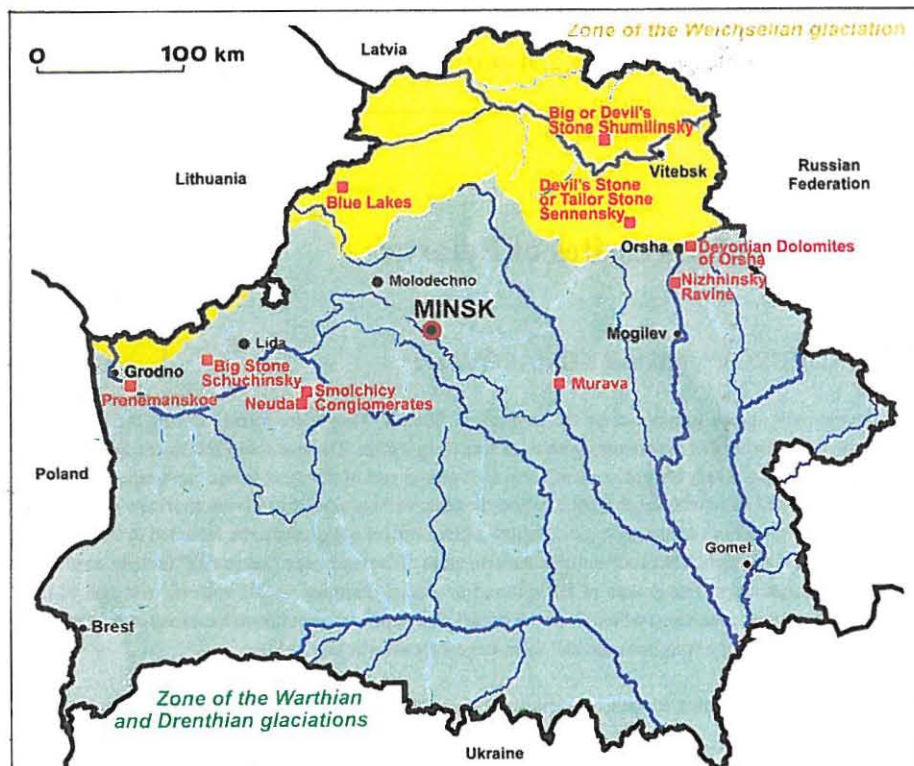 Zone of the Weichselian glaciation
0 100 km
Latvia
Big or Devil's
Stone Shumilinsky
Vitebsk
Russian
Federation
Lithuania
Blue Lakes
Devil's Stone
or Tailor Stone
Sennensky
Orsha
Devonian Dolomites
of Orsha
Molodechno
Nizhninsky
Ravine
MINSK
Mogilev
Lida
Grodno
Big Stone
Schuchinsky
Prenemanskoe
Smolchicy
Conglomerates
Neuda
Murava
Poland
Gomel
Brest
Zone of the Warthian
and Drenthian glaciations
Ukraine